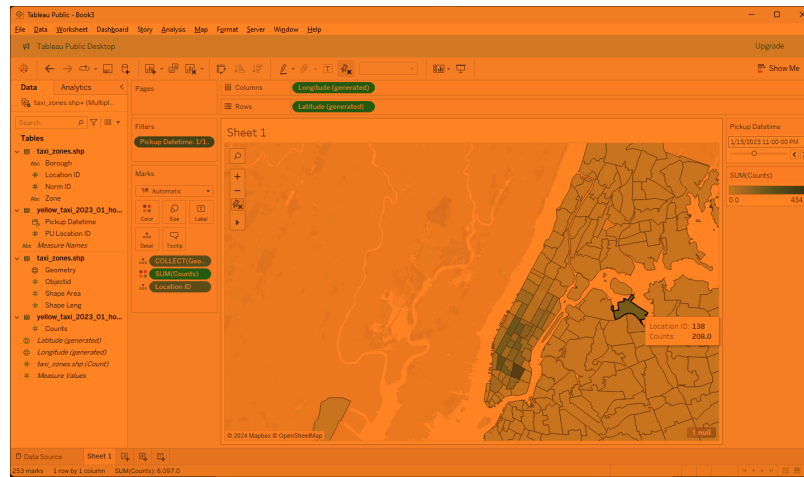 Tableau Public - Book3
File Data Worksheet Dashboard Story Analysis Map Format Server Window Help
Tableau Public Desktop
Upgrade
Show Me
Data Analytics
Pages
Columns Longitude (generated)
Rows Latitude (generated)
taxi_zones.shp+ (Multipl...
Search
Tables
taxi_zones.shp
Abc Borough
# Location ID
# Norm ID
Abc Zone
yellow_taxi_2023_01_ho...
Pickup Datetime
# PU Location ID
Abc Measure Names
taxi_zones.shp
Geometry
# Objectid
# Shape Area
# Shape Leng
yellow_taxi_2023_01_ho...
# Counts
Latitude (generated)
Longitude (generated)
# taxi_zones.shp (Count)
# Measure Values
Filters
Pickup Datetime: 1/1..
Marks
Automatic
Color Size Label
Detail Tooltip
COLLECT(Geo..
SUM(Counts)
Location ID
Sheet 1
Location ID: 138
Counts: 208.0
© 2024 Mapbox © OpenStreetMap
1 null
Pickup Datetime
1/13/2023 11:00:00 PM
SUM(Counts)
0.0 434
Data Source Sheet 1
253 marks 1 row by 1 column SUM(Counts): 6,097.0